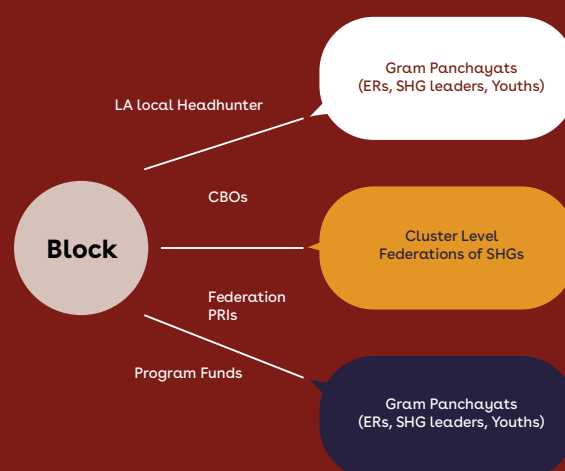 Gram Panchayats
(ERs, SHG leaders, Youths)
LA local Headhunter
CBOs
Block
Cluster Level
Federations of SHGs
Federation
PRIs
Program Funds
Gram Panchayats
(ERs, SHG leaders, Youths)